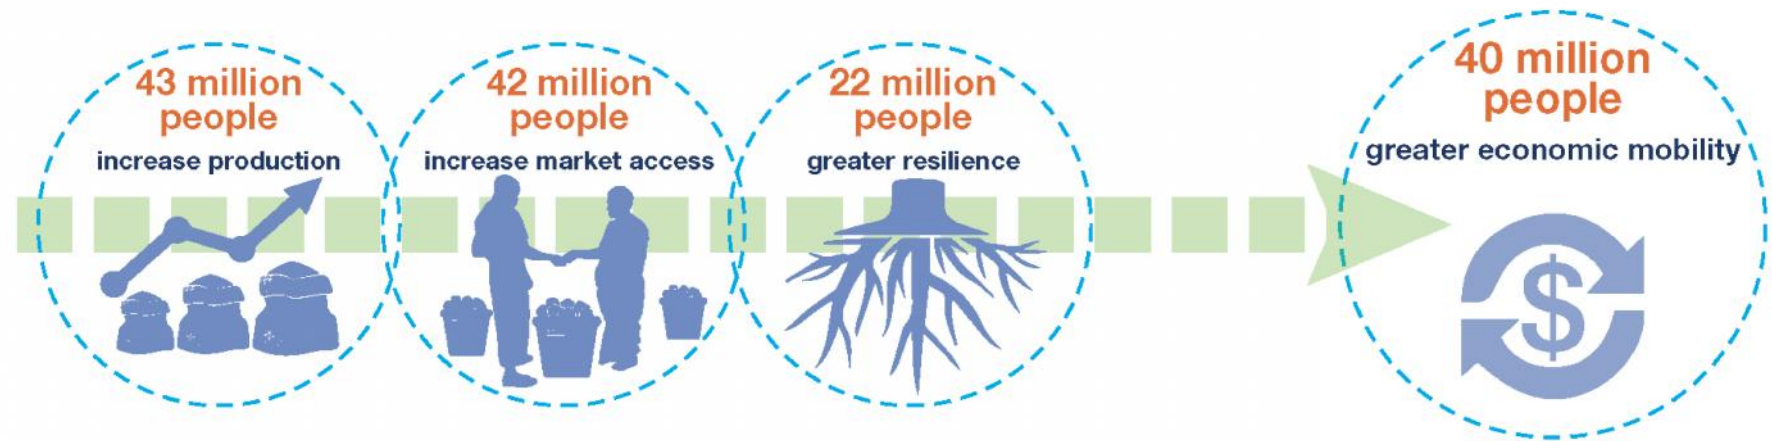 43 million
people
increase production
42 million
people
increase market access
22 million
people
greater resilience
40 million
people
greater economic mobility
$